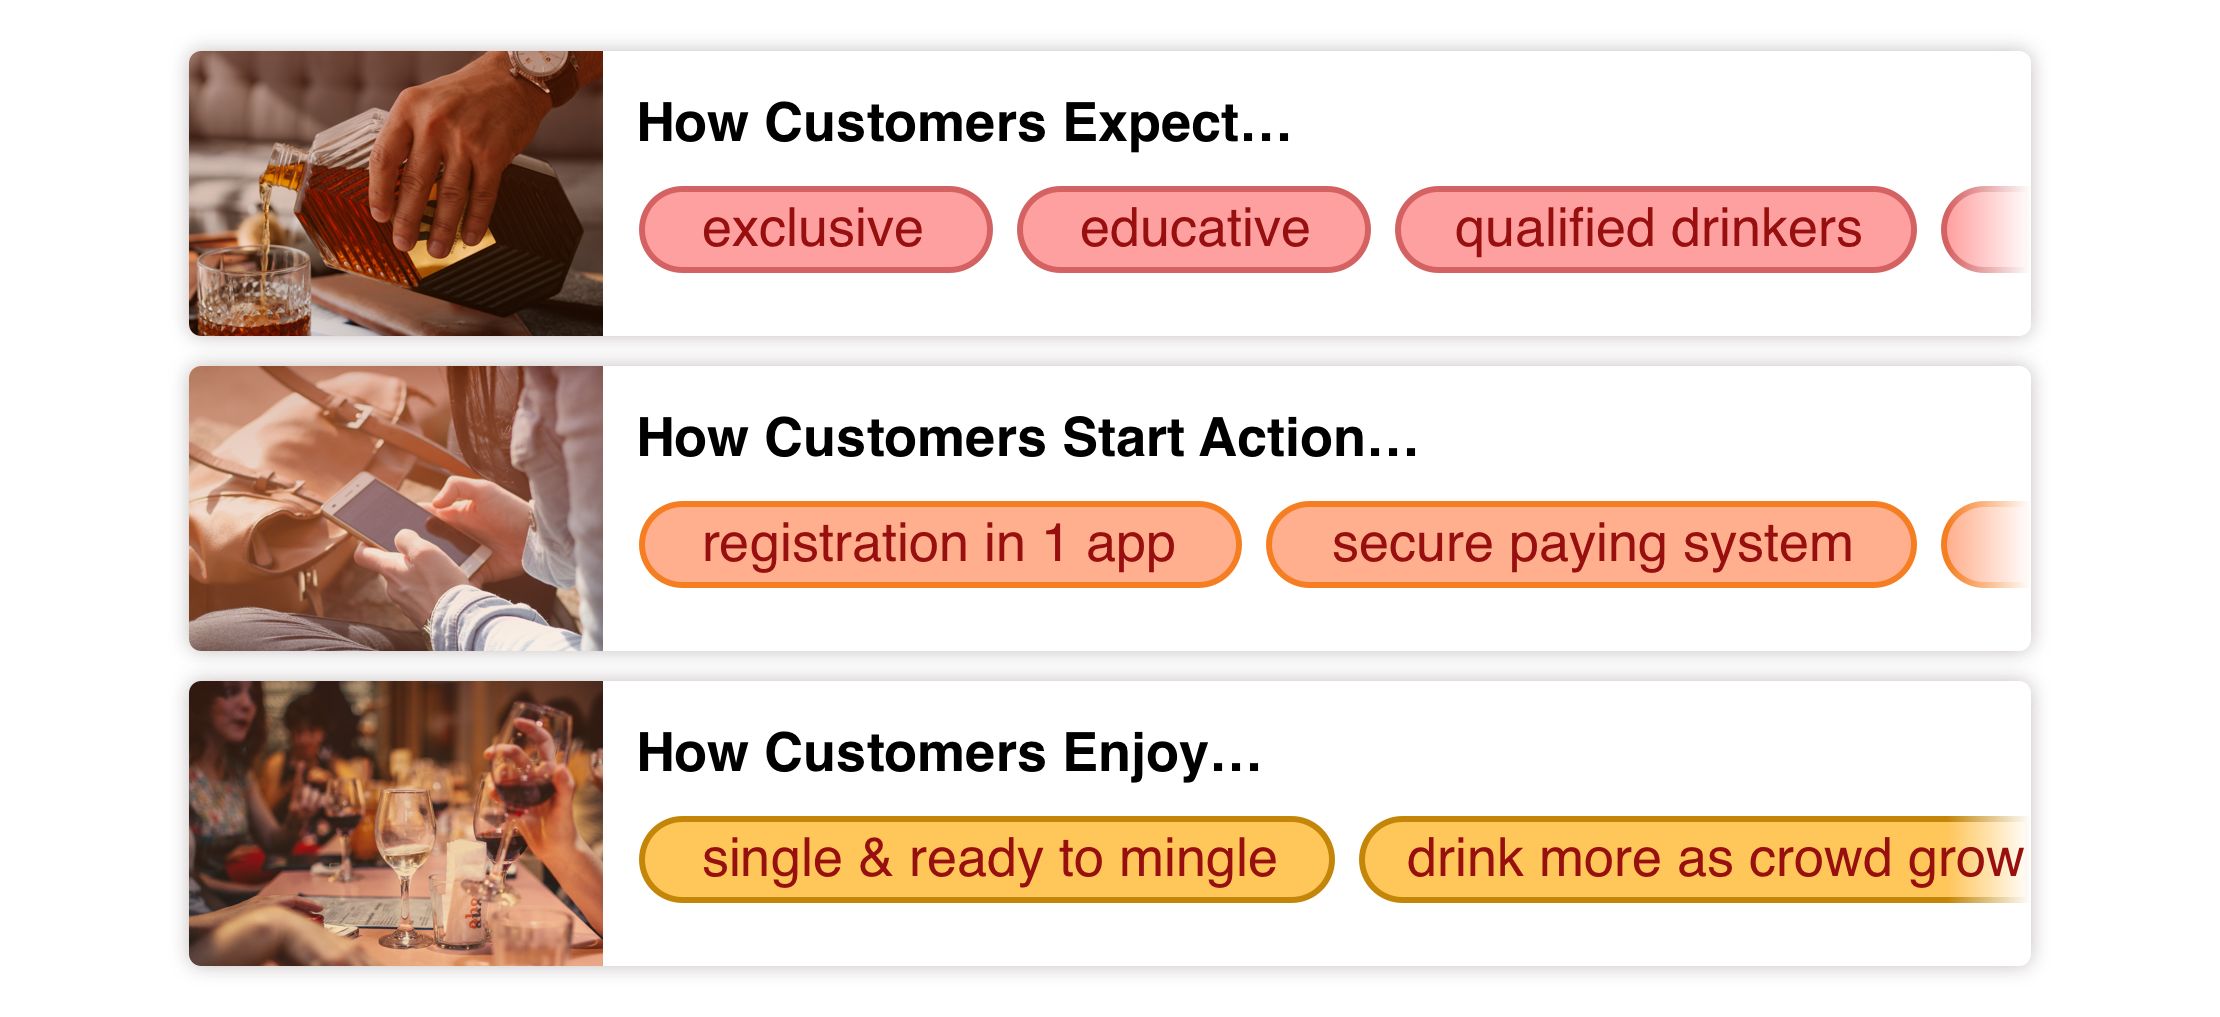 How Customers Expect...
exclusive educative qualified drinkers
How Customers Start Action...
registration in 1 app secure paying system
How Customers Enjoy...
single & ready to mingle drink more as crowd grow